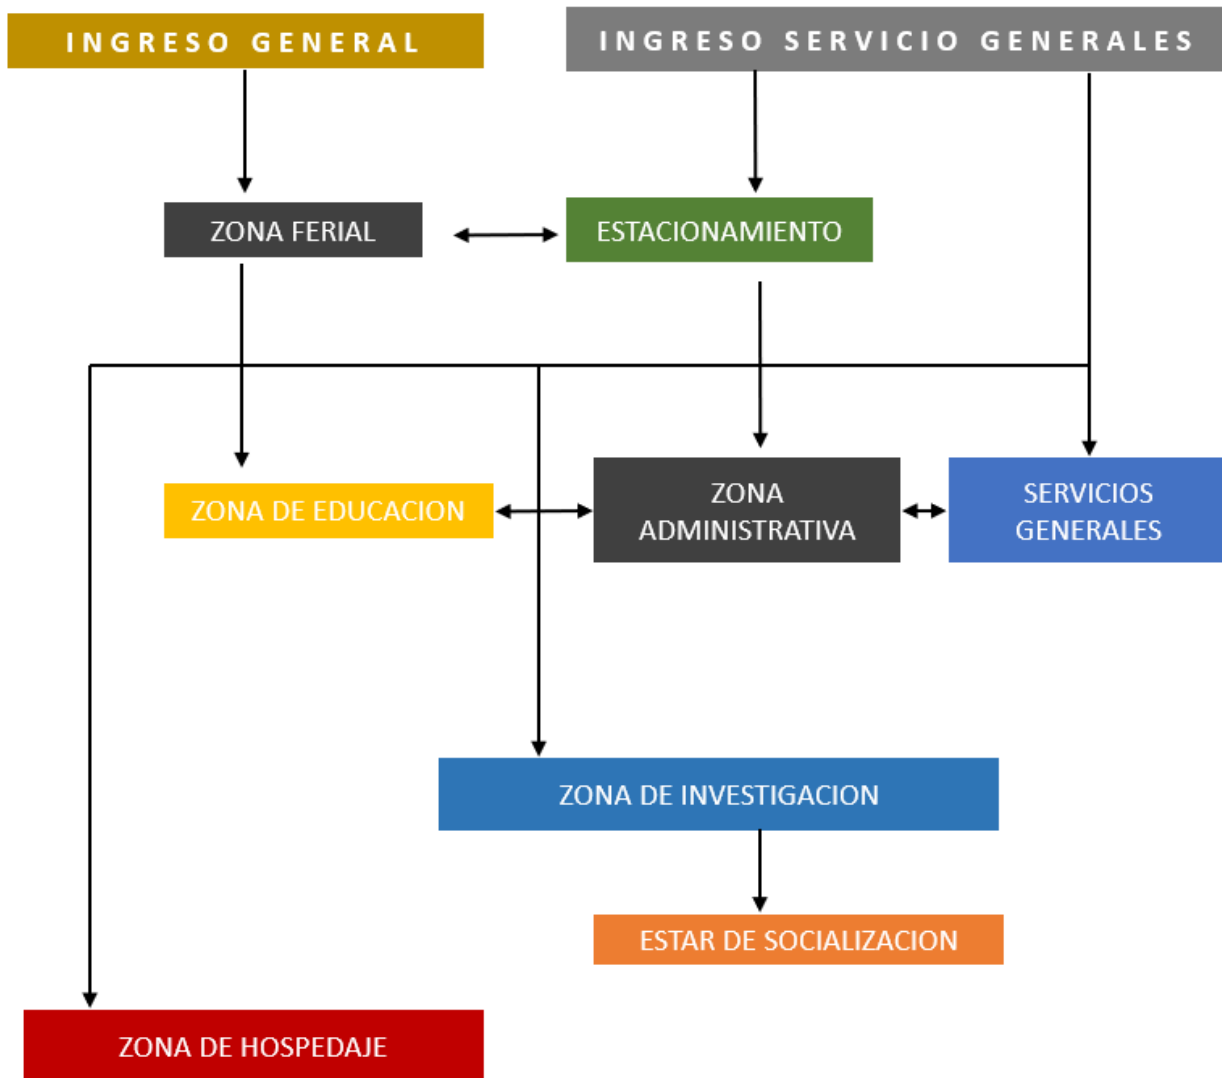 INGRESO GENERAL
INGRESO SERVICIO GENERALES
ZONA FERIAL
ESTACIONAMIENTO
ZONA DE EDUCACION
ZONA
ADMINISTRATIVA
SERVICIOS
GENERALES
ZONA DE INVESTIGACION
ESTAR DE SOCIALIZACION
ZONA DE HOSPEDAJE